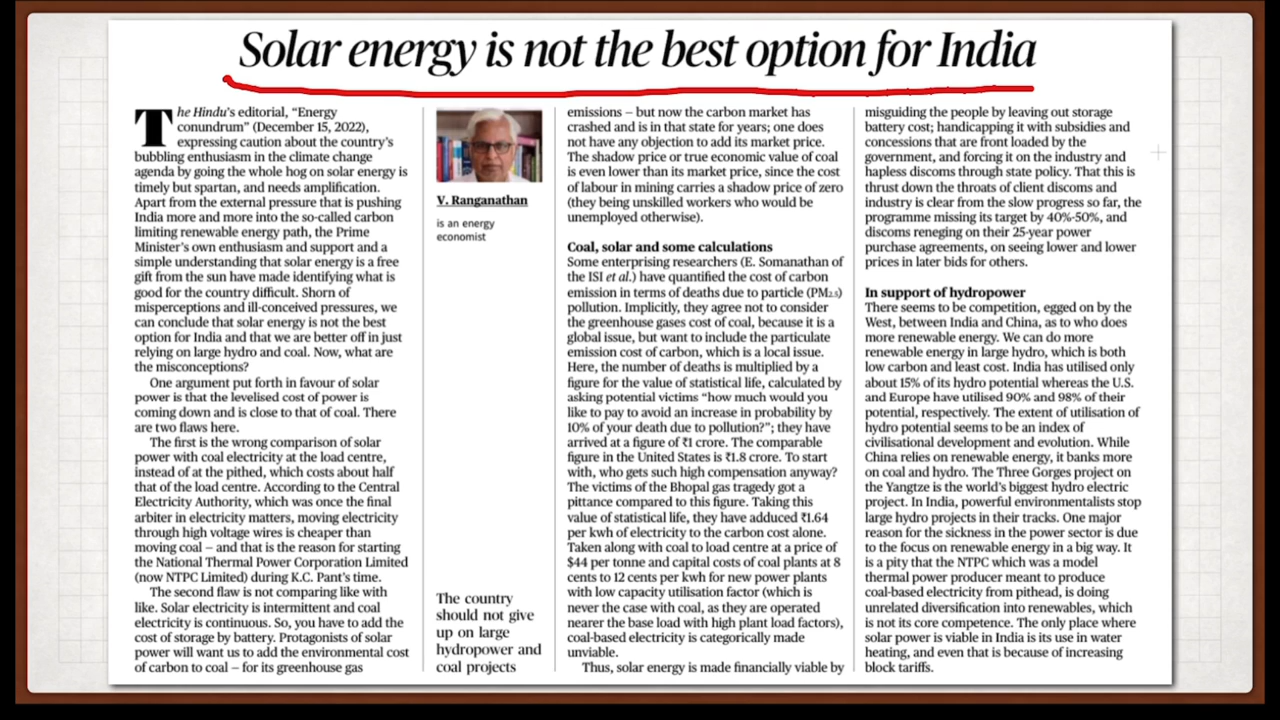 Solar energy is not the best option for India
The Hindu's editorial, “Energy
conundrum” (December 15, 2022),
expressing caution about the country's
bubbling enthusiasm in the climate change
agenda by going the whole hog on solar energy is
timely but spartan, and needs amplification.
Apart from the external pressure that is pushing
India more and more into the so-called carbon
limiting renewable energy path, the Prime
Minister's own enthusiasm and support and a
simple understanding that solar energy is a free
gift from the sun have made identifying what is
good for the country difficult. Shorn of
misperceptions and ill-conceived pressures, we
can conclude that solar energy is not the best
option for India and that we are better off in just
relying on large hydro and coal. Now, what are
the misconceptions?
One argument put forth in favour of solar
power is that the levelised cost of power is
coming down and is close to that of coal. There
are two flaws here.
The first is the wrong comparison of solar
power with coal electricity at the load centre,
instead of at the pithed, which costs about half
that of the load centre. According to the Central
Electricity Authority, which was once the final
arbiter in electricity matters, moving electricity
through high voltage wires is cheaper than
moving coal – and that is the reason for starting
the National Thermal Power Corporation Limited
(now NTPC Limited) during K.C. Pant's time.
The second flaw is not comparing like with
like. Solar electricity is intermittent and coal
electricity is continuous. So, you have to add the
cost of storage by battery. Protagonists of solar
power will want us to add the environmental cost
of carbon to coal – for its greenhouse gas
V. Ranganathan
is an energy
economist
The country
should not give
up on large
hydropower and
coal projects
emissions – but now the carbon market has
crashed and is in that state for years; one does
not have any objection to add its market price.
The shadow price or true economic value of coal
is even lower than its market price, since the cost
of labour in mining carries a shadow price of zero
(they being unskilled workers who would be
unemployed otherwise).
Coal, solar and some calculations
Some enterprising researchers (E. Somanathan of
the ISI et al.) have quantified the cost of carbon
emission in terms of deaths due to particle (PM2.5)
pollution. Implicitly, they agree not to consider
the greenhouse gases cost of coal, because it is a
global issue, but want to include the particulate
emission cost of carbon, which is a local issue.
Here, the number of deaths is multiplied by a
figure for the value of statistical life, calculated by
asking potential victims “how much would you
like to pay to avoid an increase in probability by
10% of your death due to pollution?”; they have
arrived at a figure of ₹1 crore. The comparable
figure in the United States is ₹1.8 crore. To start
with, who gets such high compensation anyway?
The victims of the Bhopal gas tragedy got a
pittance compared to this figure. Taking this
value of statistical life, they have adduced ₹1.64
per kwh of electricity to the carbon cost alone.
Taken along with coal to load centre at a price of
$44 per tonne and capital costs of coal plants at 8
cents to 12 cents per kwh for new power plants
with low capacity utilisation factor (which is
never the case with coal, as they are operated
nearer the base load with high plant load factors),
coal-based electricity is categorically made
unviable.
Thus, solar energy is made financially viable by
misguiding the people by leaving out storage
battery cost; handicapping it with subsidies and
concessions that are front loaded by the
government, and forcing it on the industry and
hapless discoms through state policy. That this is
thrust down the throats of client discoms and
industry is clear from the slow progress so far, the
programme missing its target by 40%-50%, and
discoms reneging on their 25-year power
purchase agreements, on seeing lower and lower
prices in later bids for others.
In support of hydropower
There seems to be competition, egged on by the
West, between India and China, as to who does
more renewable energy. We can do more
renewable energy in large hydro, which is both
low carbon and least cost. India has utilised only
about 15% of its hydro potential whereas the U.S.
and Europe have utilised 90% and 98% of their
potential, respectively. The extent of utilisation of
hydro potential seems to be an index of
civilisational development and evolution. While
China relies on renewable energy, it banks more
on coal and hydro. The Three Gorges project on
the Yangtze is the world's biggest hydro electric
project. In India, powerful environmentalists stop
large hydro projects in their tracks. One major
reason for the sickness in the power sector is due
to the focus on renewable energy in a big way. It
is a pity that the NTPC which was a model
thermal power producer meant to produce
coal-based electricity from pithead, is doing
unrelated diversification into renewables, which
is not its core competence. The only place where
solar power is viable in India is its use in water
heating, and even that is because of increasing
block tariffs.